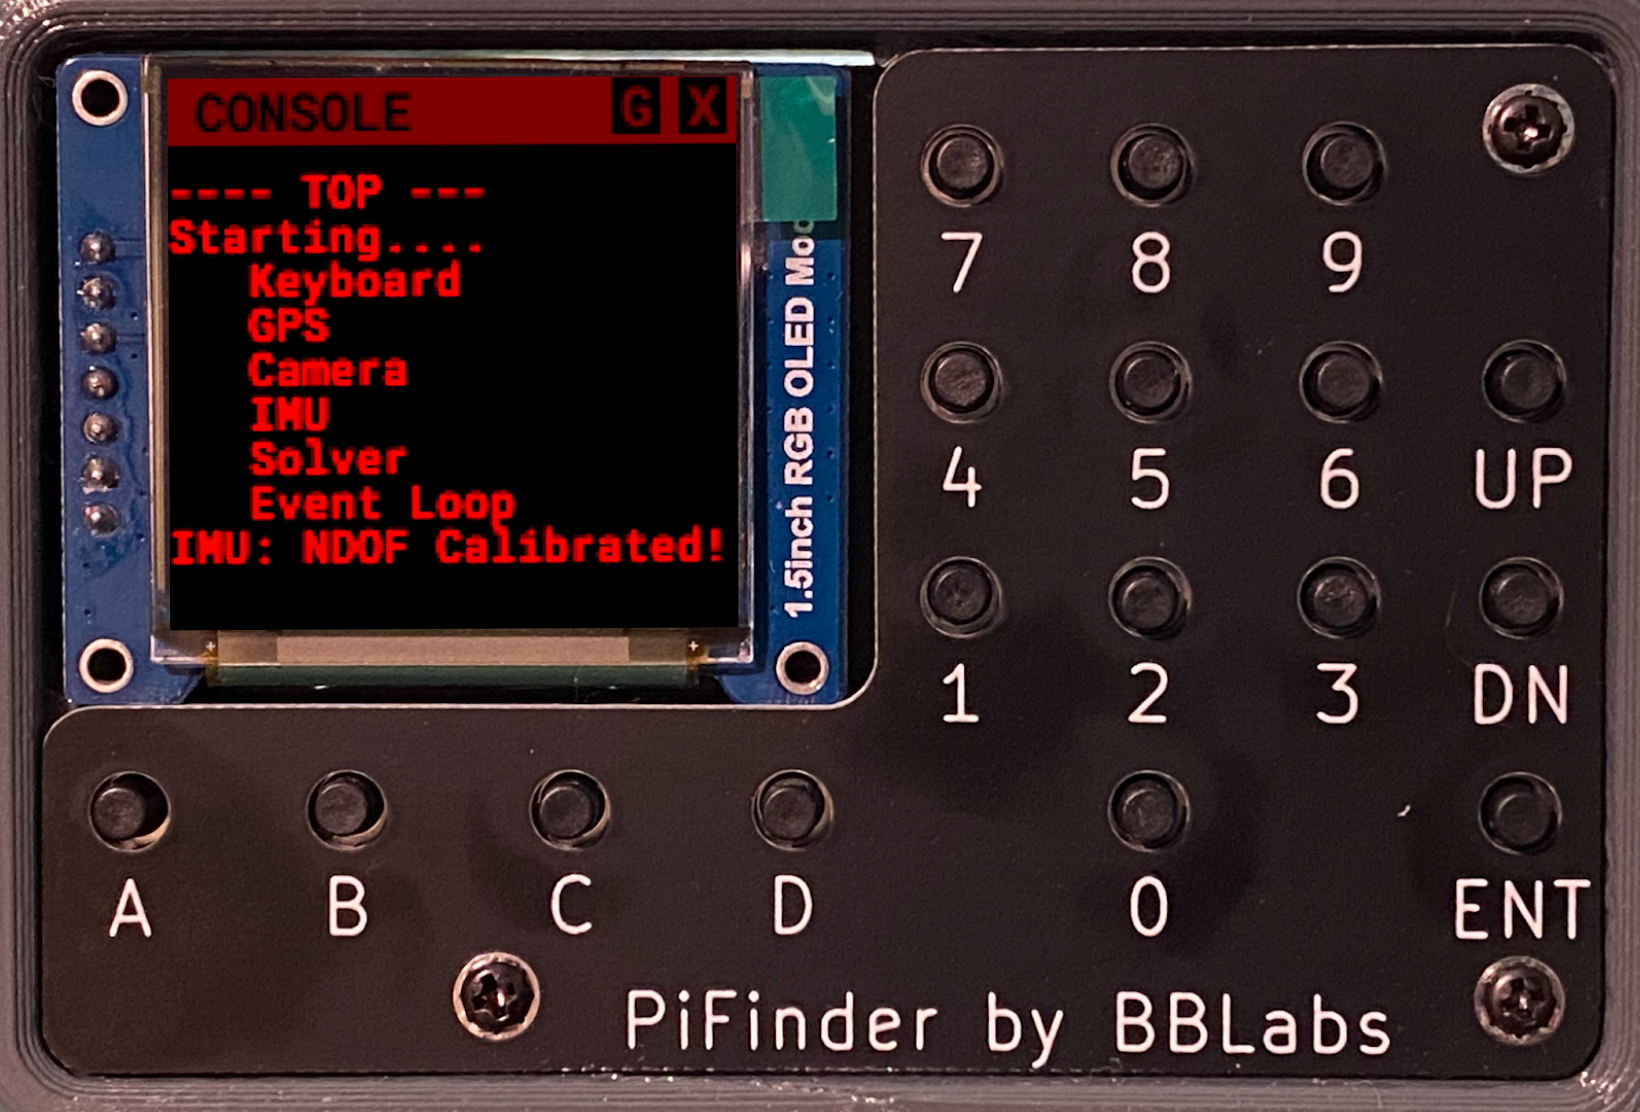 CONSOLE G X
---- TOP ---
Starting....
Keyboard
GPS
Camera
IMU
Solver
Event Loop
IMU: NDOF Calibrated!
1.5inch RGB OLED
7 8 9
4 5 6 UP
1 2 3 DN
A B C D 0 ENT
PiFinder by BBLabs